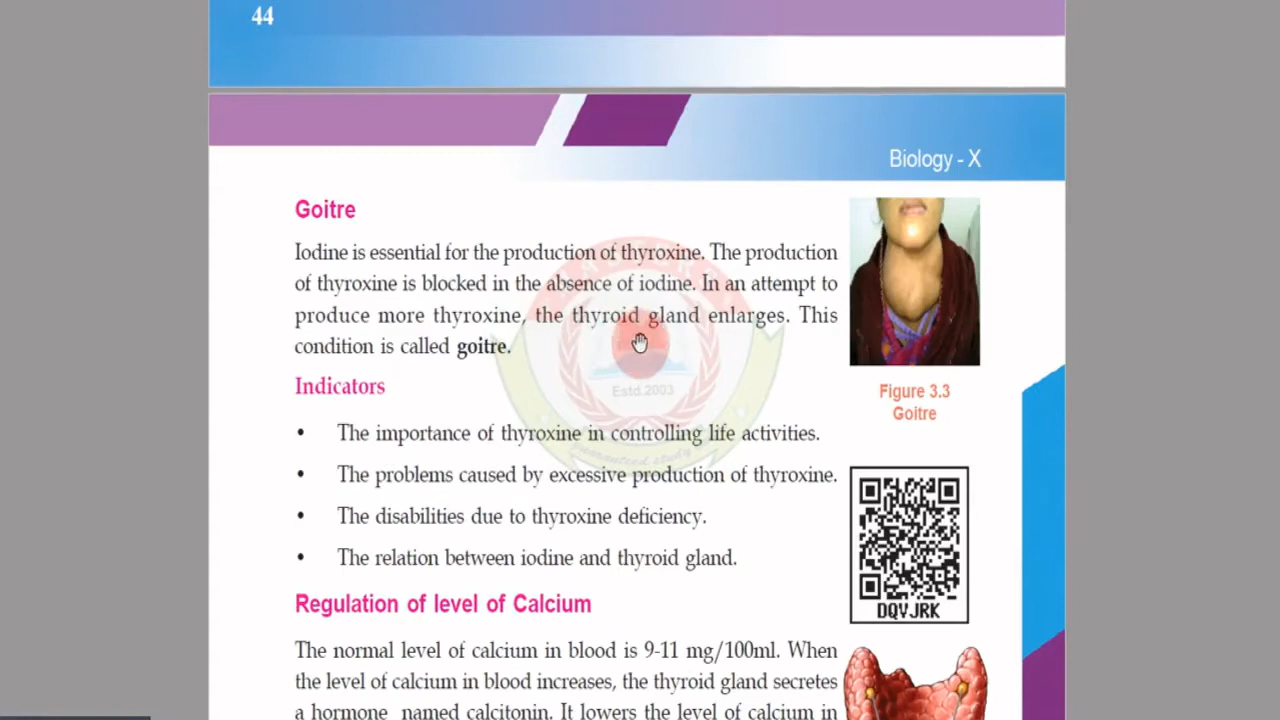 44
Biology - X
Goitre
Iodine is essential for the production of thyroxine. The production
of thyroxine is blocked in the absence of iodine. In an attempt to
produce more thyroxine, the thyroid gland enlarges. This
condition is called goitre.
Figure 3.3
Goitre
Indicators
• The importance of thyroxine in controlling life activities.
• The problems caused by excessive production of thyroxine.
• The disabilities due to thyroxine deficiency.
• The relation between iodine and thyroid gland.
DQVJRK
Regulation of level of Calcium
The normal level of calcium in blood is 9-11 mg/100ml. When
the level of calcium in blood increases, the thyroid gland secretes
a hormone named calcitonin. It lowers the level of calcium in
Estd.2003